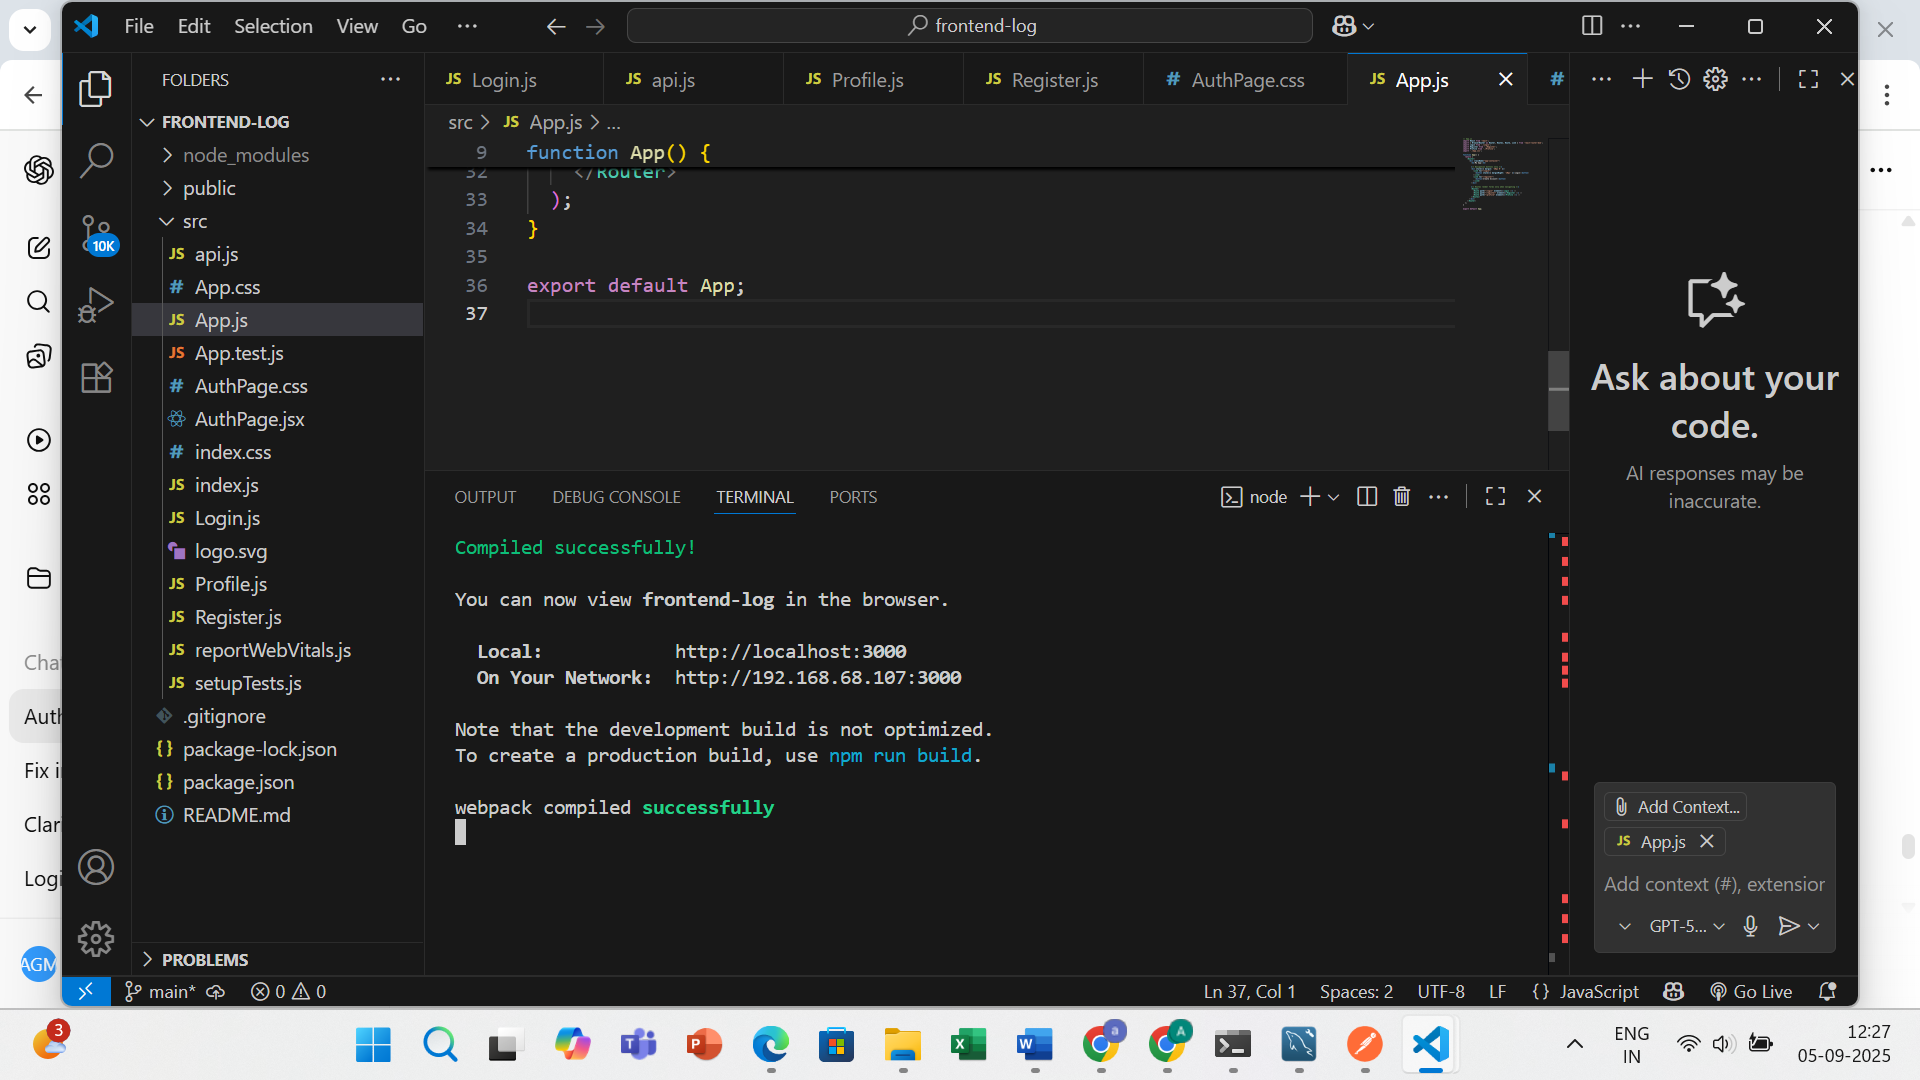 File Edit Selection View Go ... frontend-log
FOLDERS
FRONTEND-LOG
node_modules
public
src
JS api.js
# App.css
JS App.js
JS App.test.js
# AuthPage.css
AuthPage.jsx
# index.css
JS index.js
JS Login.js
logo.svg
JS Profile.js
JS Register.js
JS reportWebVitals.js
JS setupTests.js
.gitignore
{} package-lock.json
{} package.json
README.md
PROBLEMS
10K
JS Login.js JS api.js JS Profile.js JS Register.js # AuthPage.css JS App.js #
src > JS App.js > ...
9 function App() {
32 </Router>
33 );
34 }
35
36 export default App;
37
OUTPUT DEBUG CONSOLE TERMINAL PORTS
node
Compiled successfully!
You can now view frontend-log in the browser.
Local: http://localhost:3000
On Your Network: http://192.168.68.107:3000
Note that the development build is not optimized.
To create a production build, use npm run build.
webpack compiled successfully
Ask about your
code.
AI responses may be
inaccurate.
Add Context...
JS App.js
Add context (#), extension
GPT-5...
main* 0 0
Ln 37, Col 1 Spaces: 2 UTF-8 LF {} JavaScript Go Live
Cha
Auth
Fix i
Clari
Logi
AGM
3
a
A
ENG
IN
12:27
05-09-2025